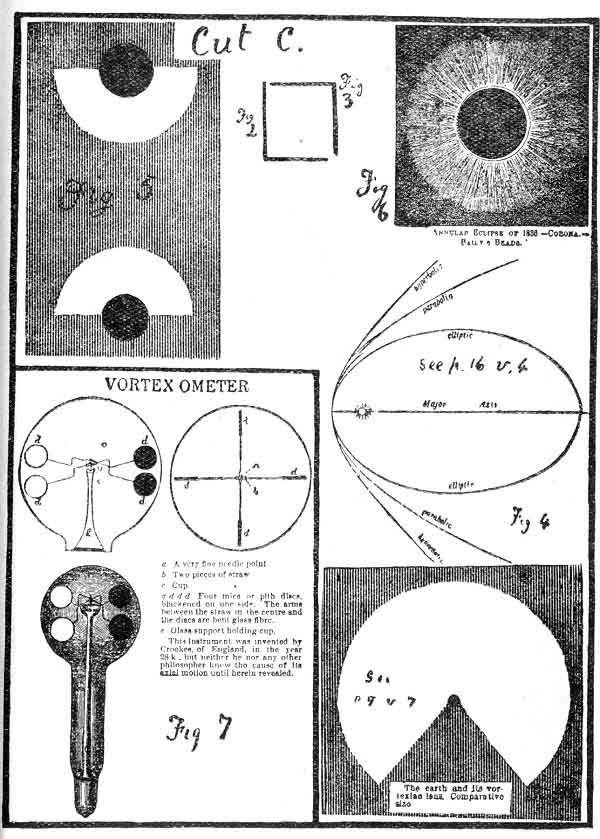 Cut C.
Fig 2
Fig 3
Fig 5
Fig 6
ANNULAR ECLIPSE OF 1836—CORONA.—
BAILY'S BEADS.
hyperbolic
parabolic
elliptic
See p. 16 v, 4
Major Axis
elliptic
parabolic
hyperbolic
Fig 4
VORTEX OMETER
d
d
d
d
c
e
d
a
d
d
b
d
a A very fine needle point
b Two pieces of straw
c Cup.
d d d d Four mica or pith discs,
blackened on one side. The arms
between the straw in the centre and
the discs are bent glass fibre.
e Glass support holding cup.
This instrument was invented by
Crookes, of England, in the year
28 k., but neither he nor any other
philosopher knew the cause of its
axial motion until herein revealed.
Fig 7
See
p 9 v 7
The earth and its vor-
texian lens. Comparative
size